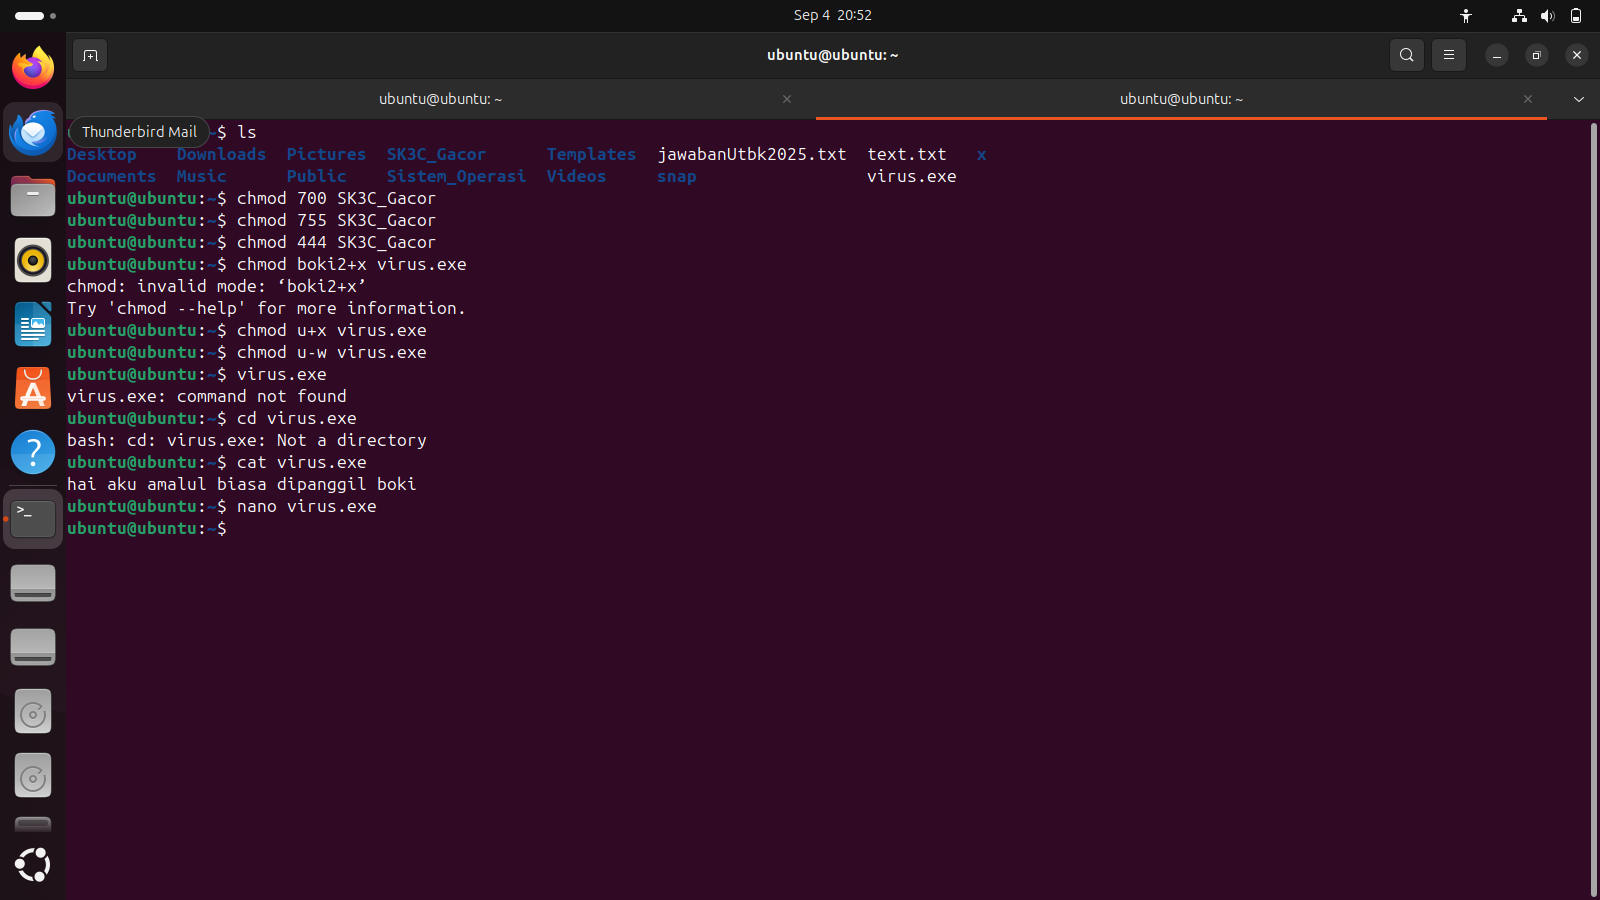 Sep 4 20:52
ubuntu@ubuntu: ~
ubuntu@ubuntu: ~
ubuntu@ubuntu: ~
Thunderbird Mail
~$ ls
Desktop Downloads Pictures SK3C_Gacor Templates jawabanUtbk2025.txt text.txt x
Documents Music Public Sistem_Operasi Videos snap virus.exe
ubuntu@ubuntu:~$ chmod 700 SK3C_Gacor
ubuntu@ubuntu:~$ chmod 755 SK3C_Gacor
ubuntu@ubuntu:~$ chmod 444 SK3C_Gacor
ubuntu@ubuntu:~$ chmod boki2+x virus.exe
chmod: invalid mode: ‘boki2+x’
Try 'chmod --help' for more information.
ubuntu@ubuntu:~$ chmod u+x virus.exe
ubuntu@ubuntu:~$ chmod u-w virus.exe
ubuntu@ubuntu:~$ virus.exe
virus.exe: command not found
ubuntu@ubuntu:~$ cd virus.exe
bash: cd: virus.exe: Not a directory
ubuntu@ubuntu:~$ cat virus.exe
hai aku amalul biasa dipanggil boki
ubuntu@ubuntu:~$ nano virus.exe
ubuntu@ubuntu:~$